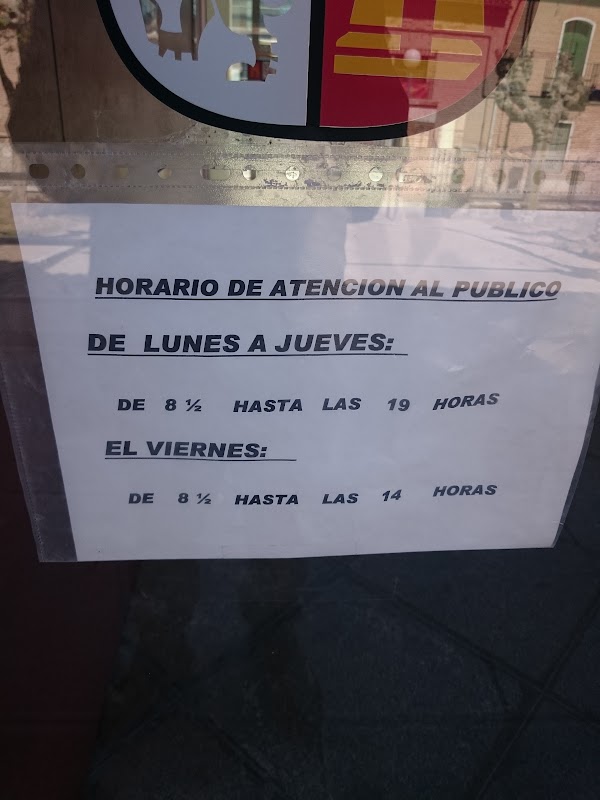 HORARIO DE ATENCION AL PUBLICO
DE LUNES A JUEVES:
DE 8 ½ HASTA LAS 19 HORAS
EL VIERNES:
DE 8 ½ HASTA LAS 14 HORAS